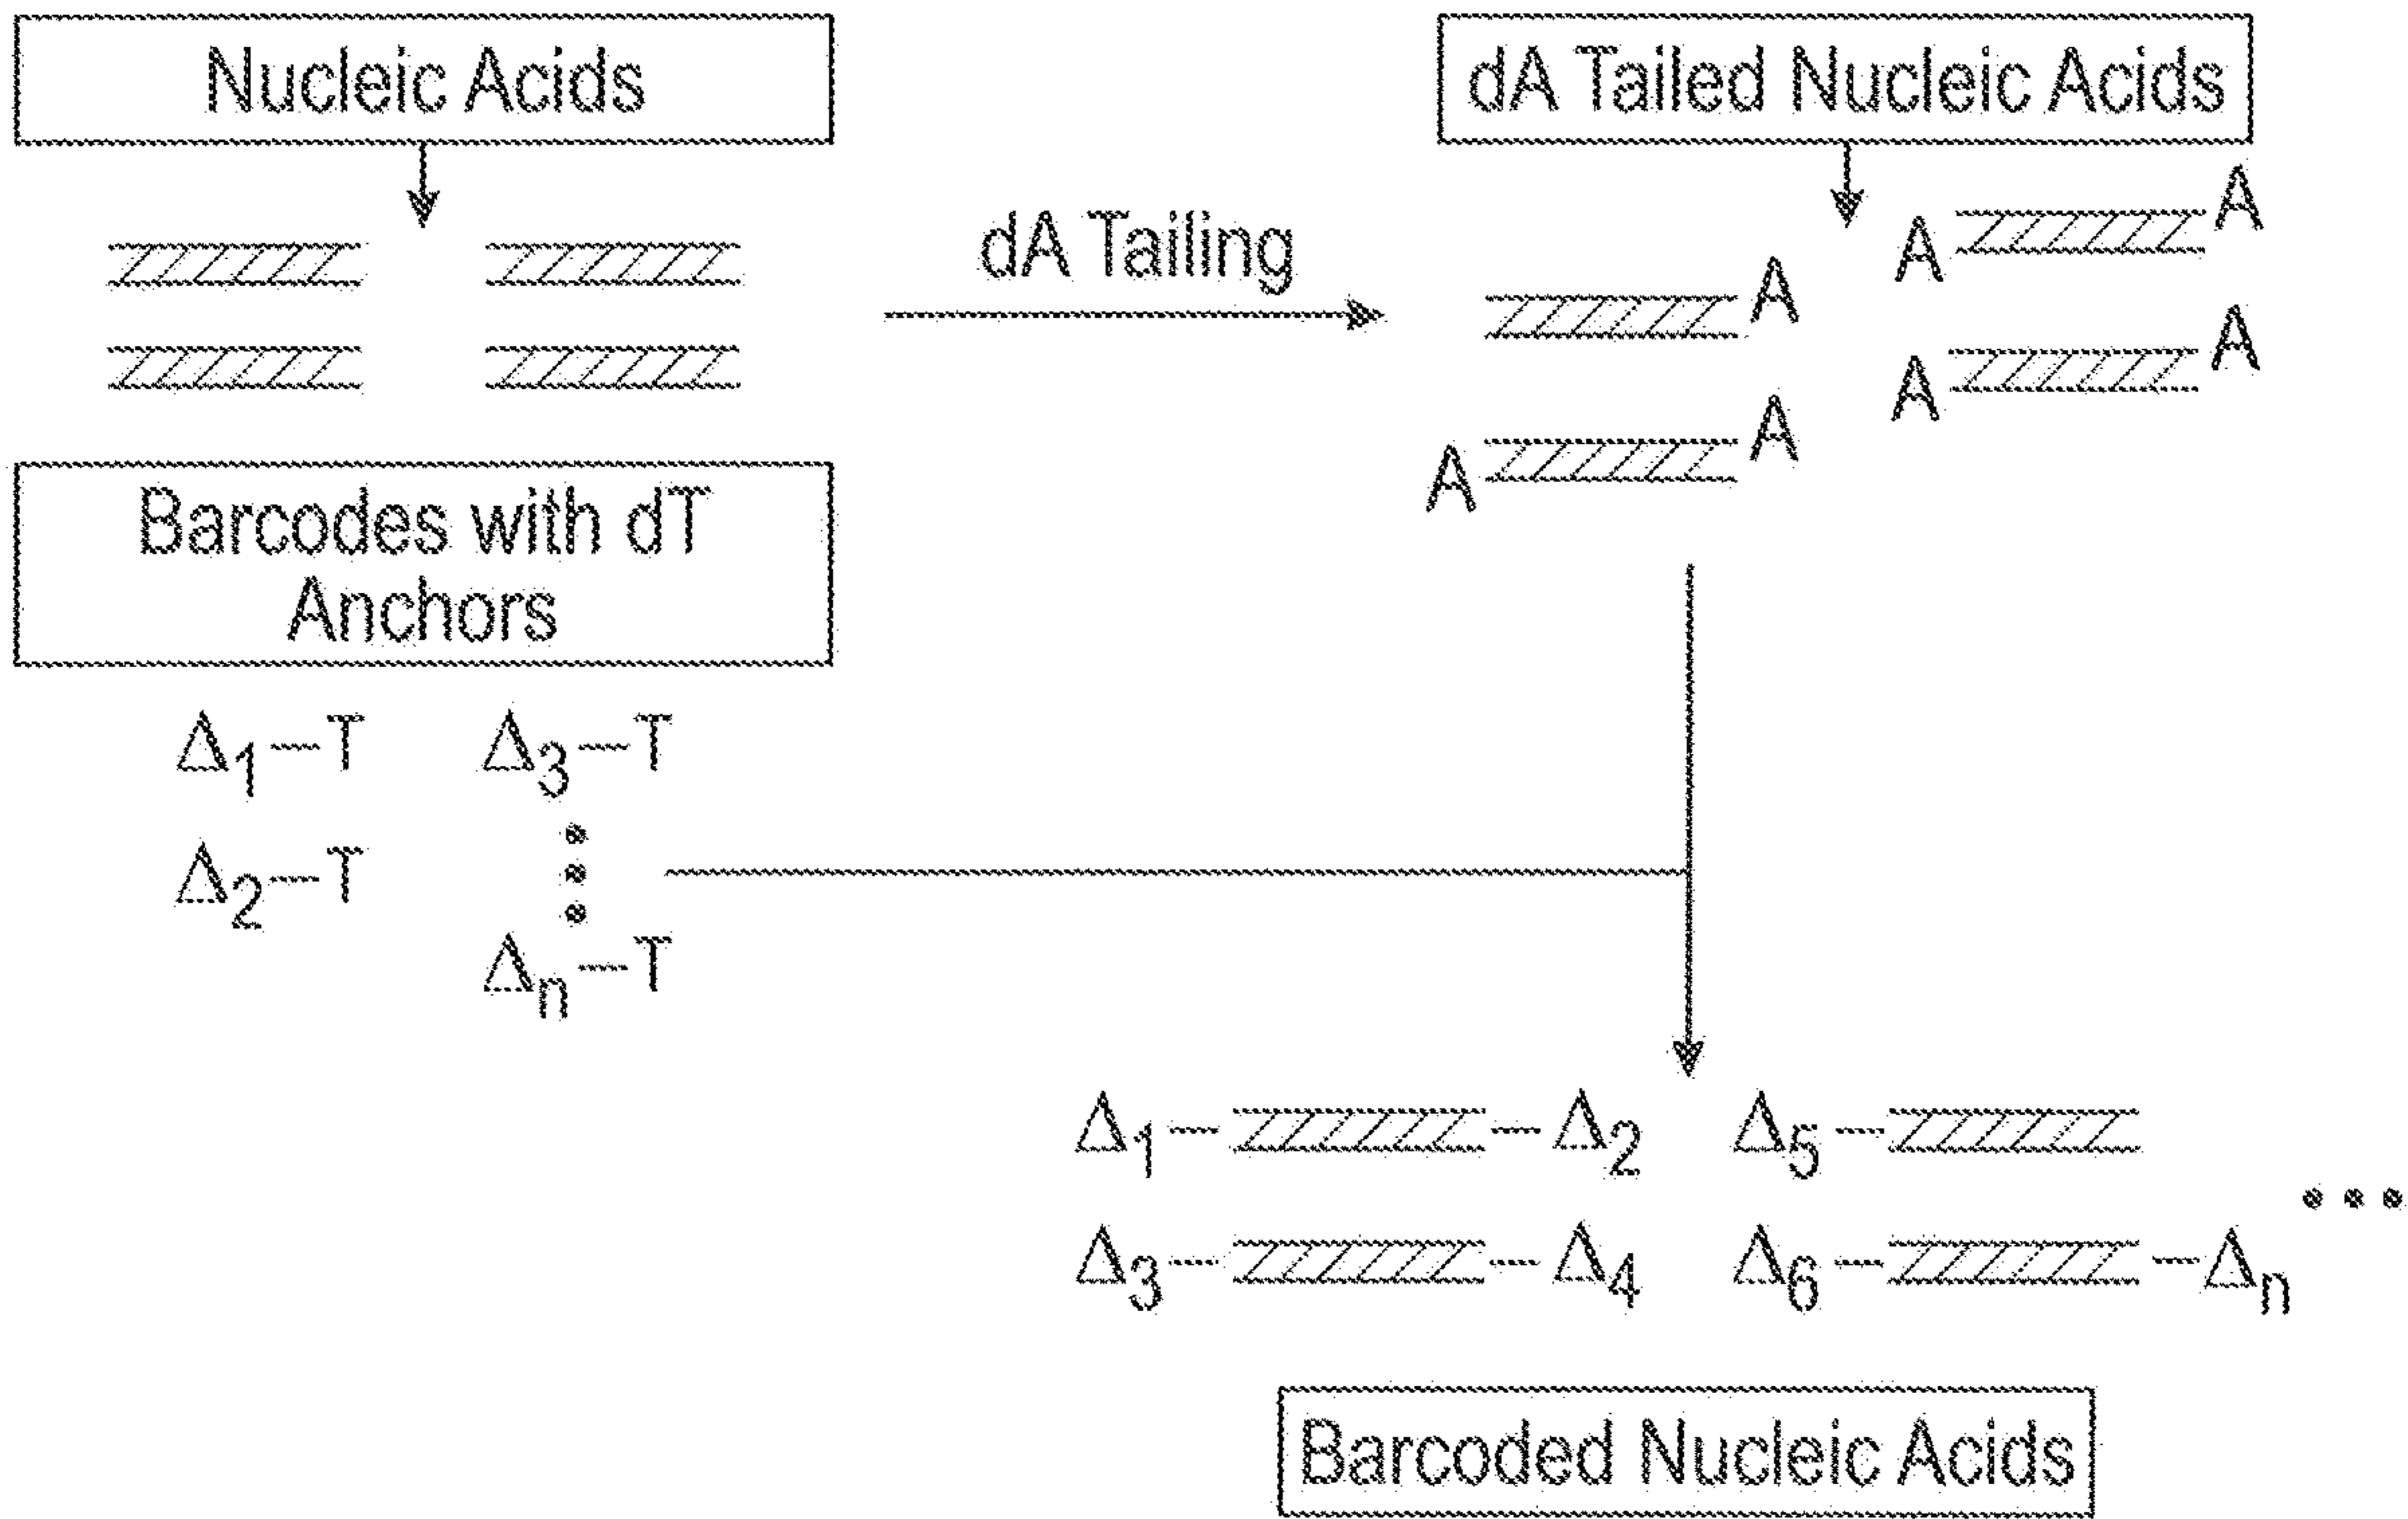 Nucleic Acids
dA Tailed Nucleic Acids
dA Tailing
A
A A
A
A A
A A
Barcodes with dT
Anchors
Δ1—T Δ3—T
Δ2—T
Δn—T
Δ1— —Δ2 Δ5—
Δ3— —Δ4 Δ6— —Δn
Barcoded Nucleic Acids